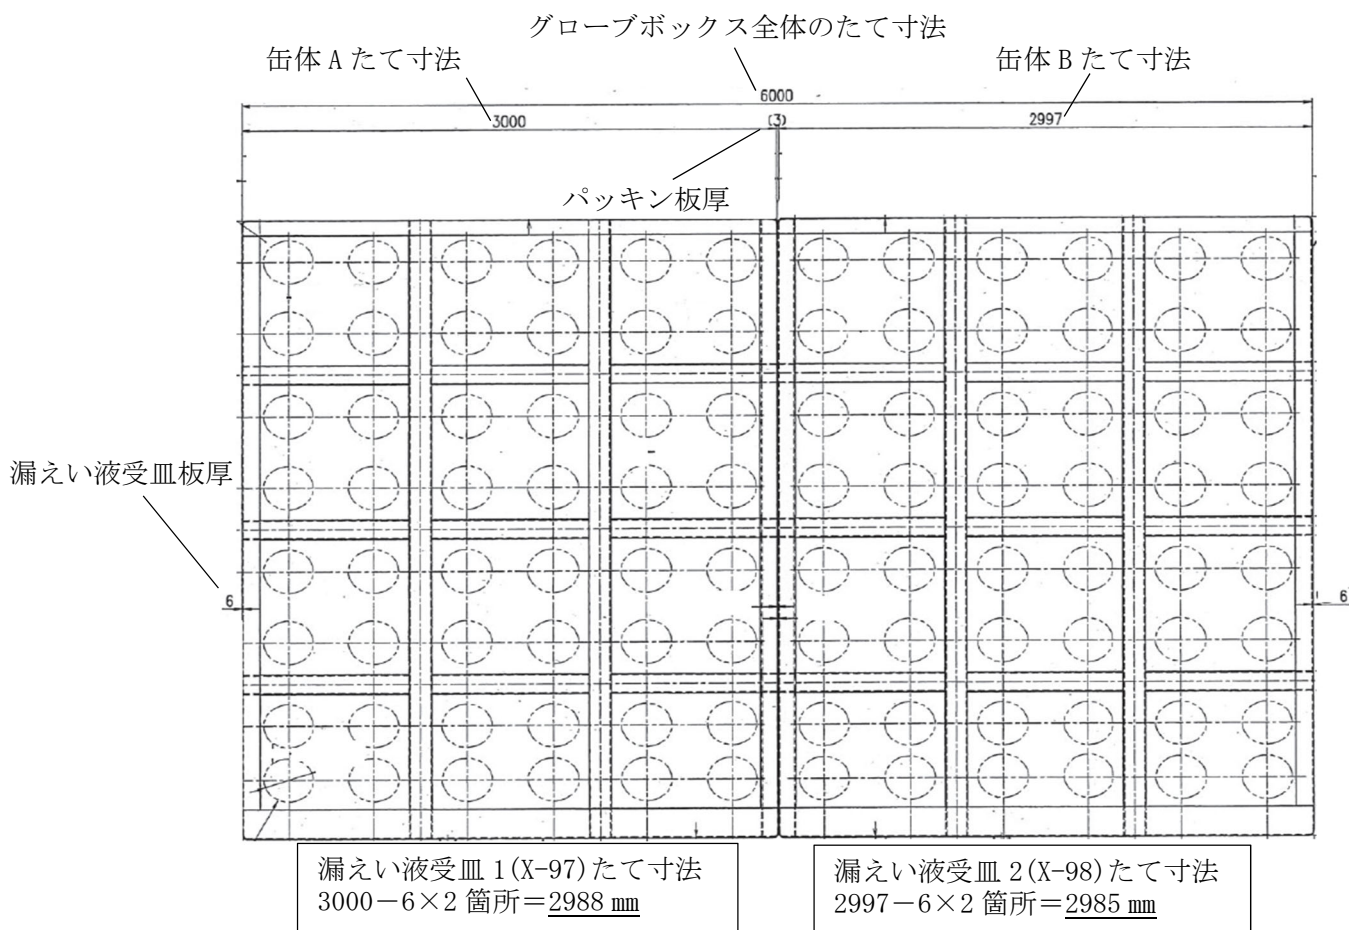 グローブボックス全体のたて寸法
缶体 A たて寸法
缶体 B たて寸法
6000
3000
(3)
2997
パッキン板厚
漏えい液受皿板厚
6
6
漏えい液受皿 1(X-97)たて寸法
3000－6×2 箇所＝2988 mm
漏えい液受皿 2(X-98)たて寸法
2997－6×2 箇所＝2985 mm